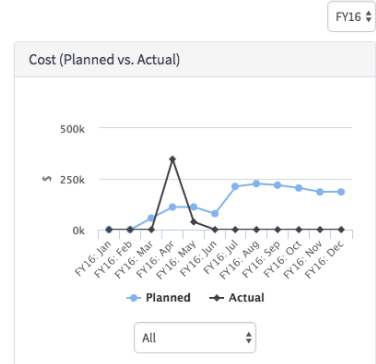 FY16
Cost (Planned vs. Actual)
500k
250k
0k
$
FY16: Jan
FY16: Feb
FY16: Mar
FY16: Apr
FY16: May
FY16: Jun
FY16: Jul
FY16: Aug
FY16: Sep
FY16: Oct
FY16: Nov
FY16: Dec
Planned
Actual
All